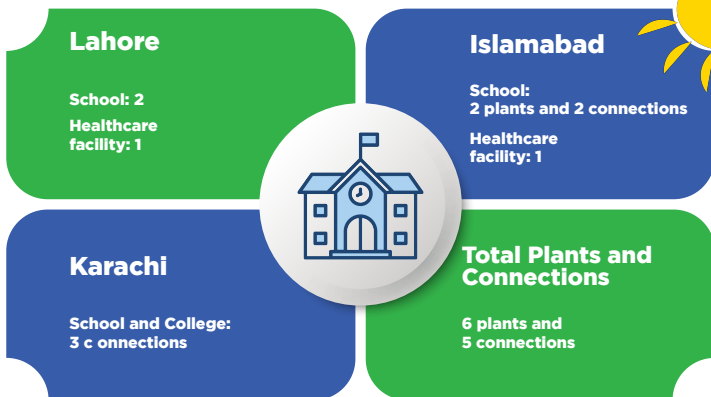 Lahore
School: 2
Healthcare
facility: 1
Islamabad
School:
2 plants and 2 connections
Healthcare
facility: 1
Karachi
School and College:
3 c onnections
Total Plants and
Connections
6 plants and
5 connections